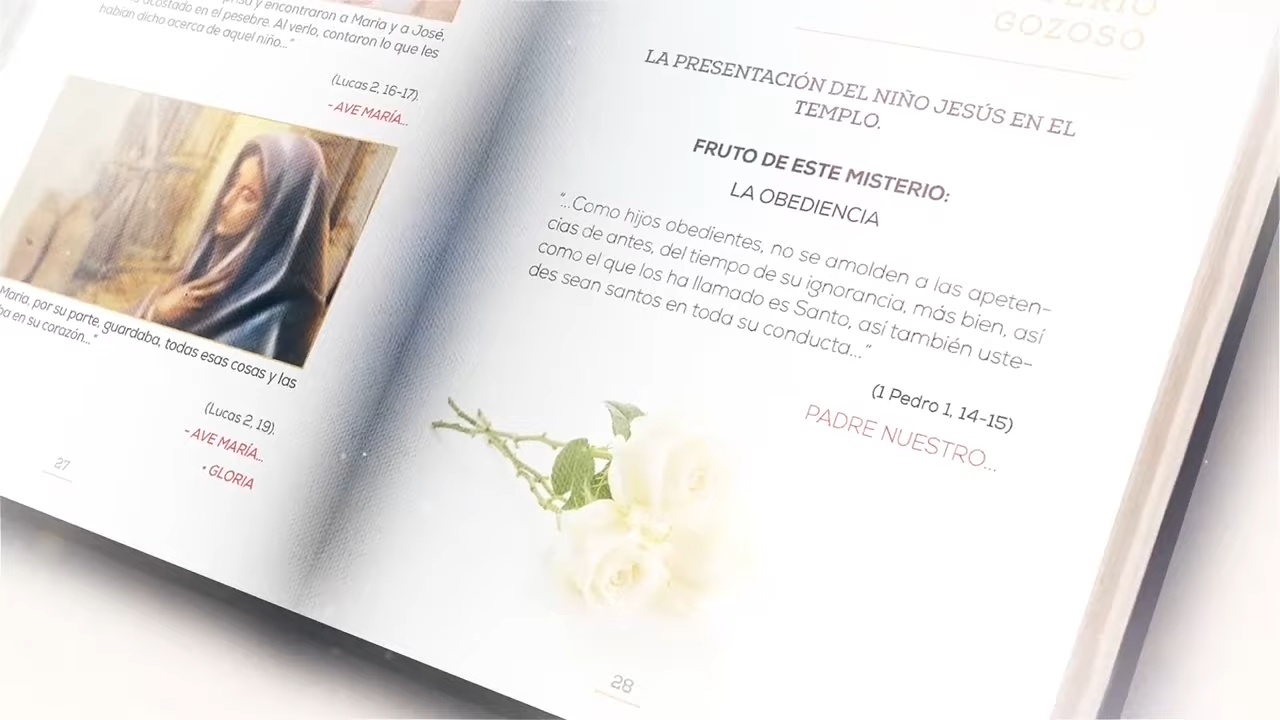 y encontraron a María y a José,
acostado en el pesebre. Al verlo, contaron lo que les
habían dicho acerca de aquel niño..."
(Lucas 2, 16-17).
- AVE MARÍA...
María, por su parte, guardaba, todas esas cosas y las
en su corazón..."
(Lucas 2, 19).
- AVE MARÍA...
• GLORIA
27
GOZOSO
LA PRESENTACIÓN DEL NIÑO JESÚS EN EL
TEMPLO.
FRUTO DE ESTE MISTERIO:
LA OBEDIENCIA
"...Como hijos obedientes, no se amolden a las apeten-
cias de antes, del tiempo de su ignorancia, más bien, así
como el que los ha llamado es Santo, así también uste-
des sean santos en toda su conducta..."
(1 Pedro 1, 14-15)
PADRE NUESTRO...
28